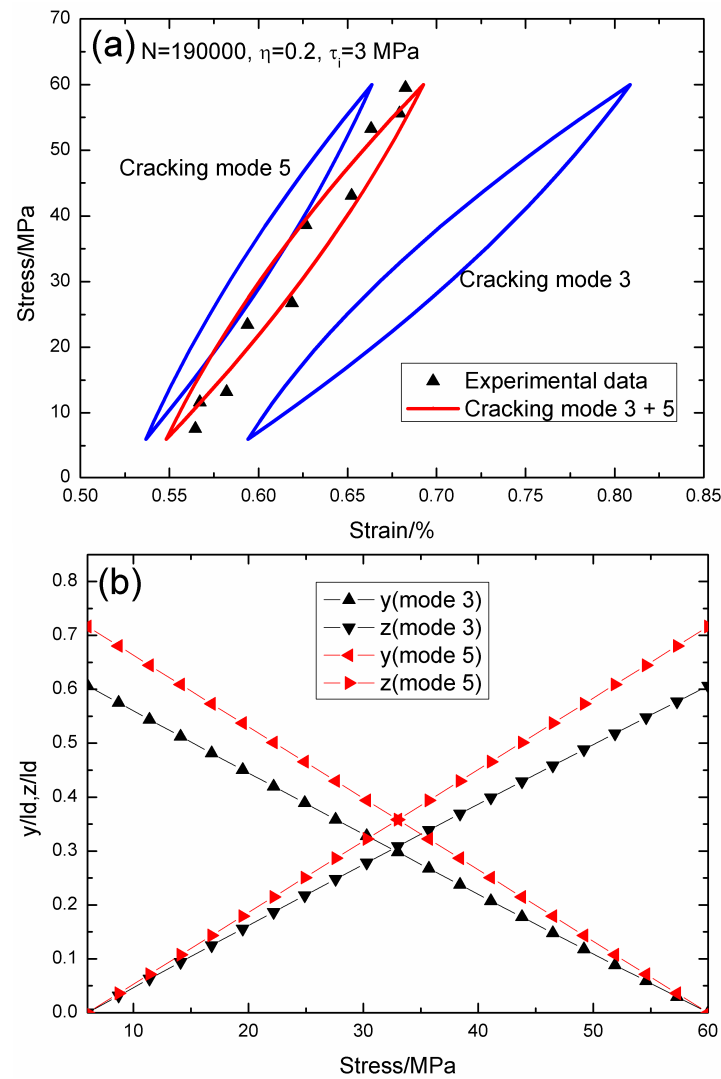 (a) N=190000, η=0.2, τi=3 MPa
70
60
50
40
30
20
10
0
Stress/MPa
Cracking mode 5
Cracking mode 3
Experimental data
Cracking mode 3 + 5
0.50 0.55 0.60 0.65 0.70 0.75 0.80 0.85
Strain/%
(b)
0.8
0.7
0.6
0.5
0.4
0.3
0.2
0.1
0.0
y/ld,z/ld
y(mode 3)
z(mode 3)
y(mode 5)
z(mode 5)
10 20 30 40 50 60
Stress/MPa